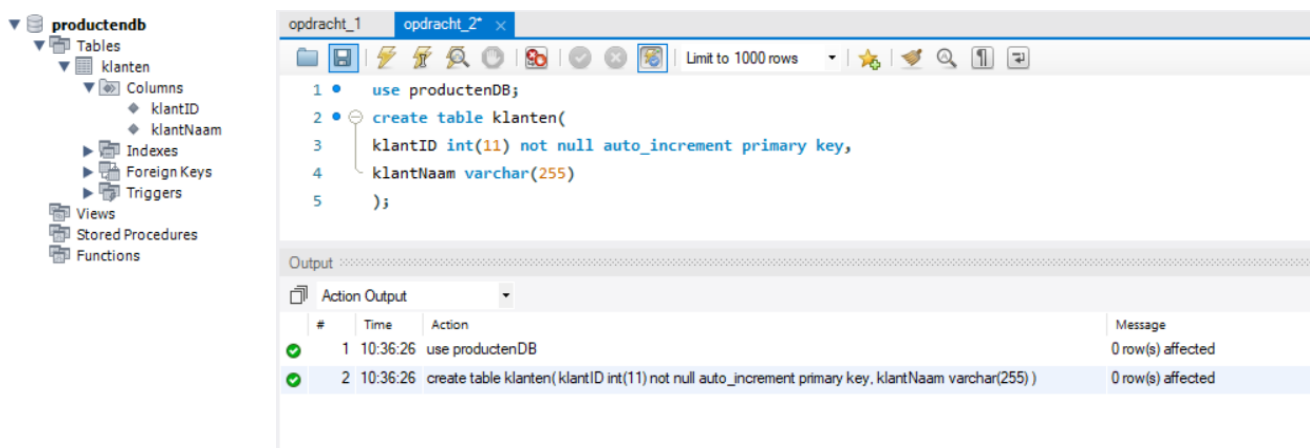 productendb
Tables
klanten
Columns
klantID
klantNaam
Indexes
Foreign Keys
Triggers
Views
Stored Procedures
Functions
opdracht_1 opdracht_2*
Limit to 1000 rows
1 use productenDB;
2 create table klanten(
3 klantID int(11) not null auto_increment primary key,
4 klantNaam varchar(255)
5 );
Output
Action Output
# Time Action Message
1 10:36:26 use productenDB 0 row(s) affected
2 10:36:26 create table klanten( klantID int(11) not null auto_increment primary key, klantNaam varchar(255) ) 0 row(s) affected